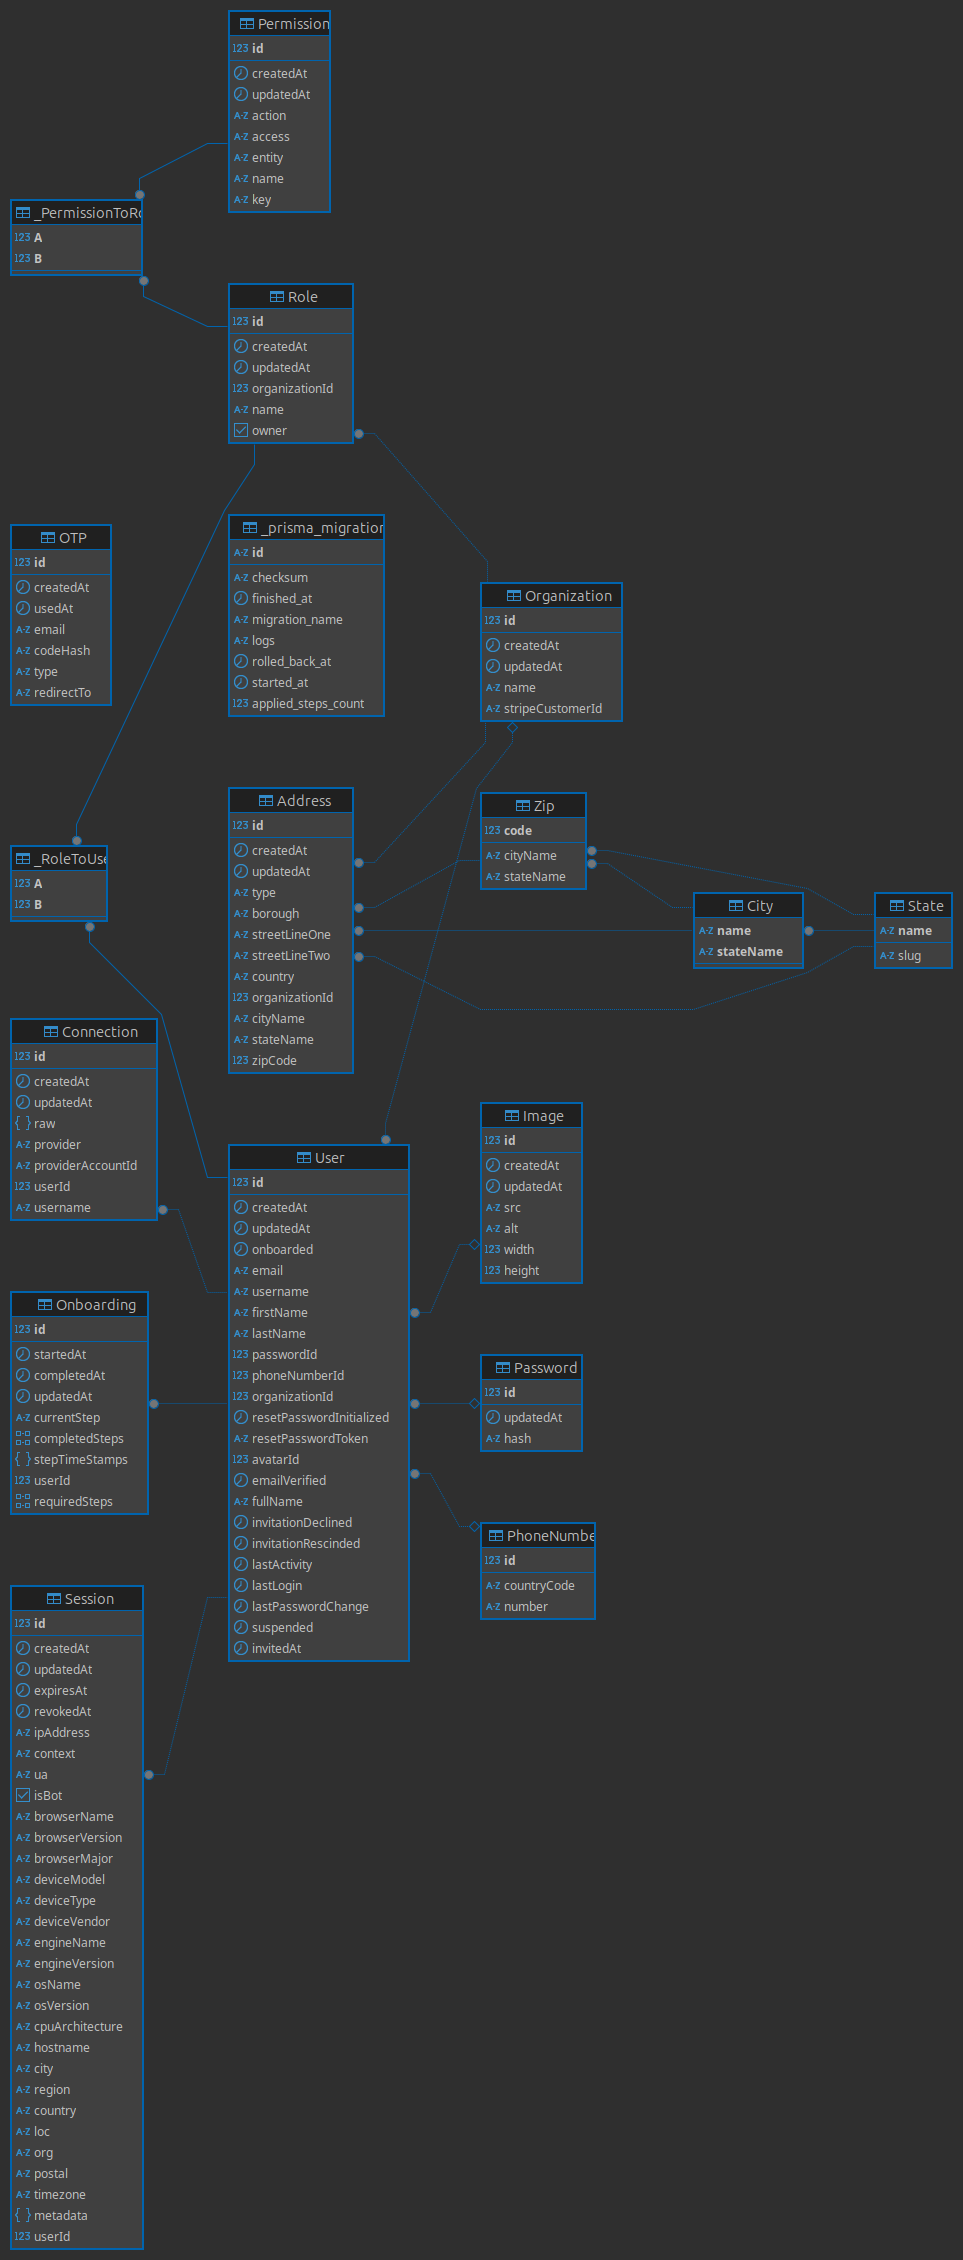 Permission
123 id
createdAt
updatedAt
A-Z action
A-Z access
A-Z entity
A-Z name
A-Z key
_PermissionToRo
123 A
123 B
Role
123 id
createdAt
updatedAt
123 organizationId
A-Z name
owner
OTP
123 id
createdAt
usedAt
A-Z email
A-Z codeHash
A-Z type
A-Z redirectTo
_prisma_migration
A-Z id
A-Z checksum
finished_at
A-Z migration_name
A-Z logs
rolled_back_at
started_at
123 applied_steps_count
Organization
123 id
createdAt
updatedAt
A-Z name
A-Z stripeCustomerId
Address
123 id
createdAt
updatedAt
A-Z type
A-Z borough
A-Z streetLineOne
A-Z streetLineTwo
A-Z country
123 organizationId
A-Z cityName
A-Z stateName
123 zipCode
Zip
123 code
A-Z cityName
A-Z stateName
City
A-Z name
A-Z stateName
State
A-Z name
A-Z slug
_RoleToUse
123 A
123 B
Connection
123 id
createdAt
updatedAt
{ } raw
A-Z provider
A-Z providerAccountId
123 userId
A-Z username
User
123 id
createdAt
updatedAt
onboarded
A-Z email
A-Z username
A-Z firstName
A-Z lastName
123 passwordId
123 phoneNumberId
123 organizationId
resetPasswordInitialized
A-Z resetPasswordToken
123 avatarId
emailVerified
A-Z fullName
invitationDeclined
invitationRescinded
lastActivity
lastLogin
lastPasswordChange
suspended
invitedAt
Image
123 id
createdAt
updatedAt
A-Z src
A-Z alt
123 width
123 height
Onboarding
123 id
startedAt
completedAt
updatedAt
A-Z currentStep
completedSteps
{ } stepTimeStamps
123 userId
requiredSteps
Password
123 id
updatedAt
A-Z hash
PhoneNumbe
123 id
A-Z countryCode
A-Z number
Session
123 id
createdAt
updatedAt
expiresAt
revokedAt
A-Z ipAddress
A-Z context
A-Z ua
isBot
A-Z browserName
A-Z browserVersion
A-Z browserMajor
A-Z deviceModel
A-Z deviceType
A-Z deviceVendor
A-Z engineName
A-Z engineVersion
A-Z osName
A-Z osVersion
A-Z cpuArchitecture
A-Z hostname
A-Z city
A-Z region
A-Z country
A-Z loc
A-Z org
A-Z postal
A-Z timezone
{ } metadata
123 userId